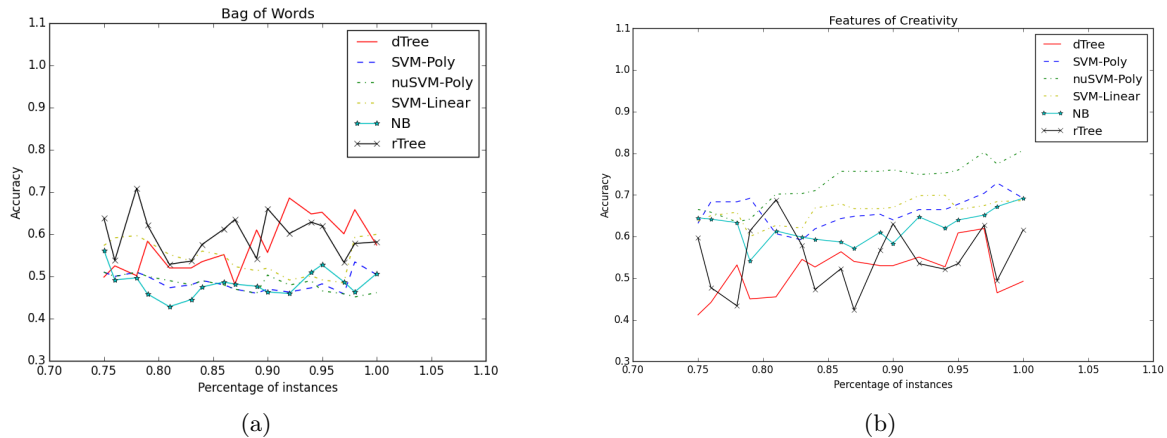 Bag of Words
1.1
1.0
0.9
0.8
0.7
0.6
0.5
0.4
0.3
Accuracy
dTree
SVM-Poly
nuSVM-Poly
SVM-Linear
NB
rTree
0.70 0.75 0.80 0.85 0.90 0.95 1.00 1.05 1.10
Percentage of instances
(a)
Features of Creativity
1.1
1.0
0.9
0.8
0.7
0.6
0.5
0.4
0.3
Accuracy
dTree
SVM-Poly
nuSVM-Poly
SVM-Linear
NB
rTree
0.70 0.75 0.80 0.85 0.90 0.95 1.00 1.05 1.10
Percentage of instances
(b)